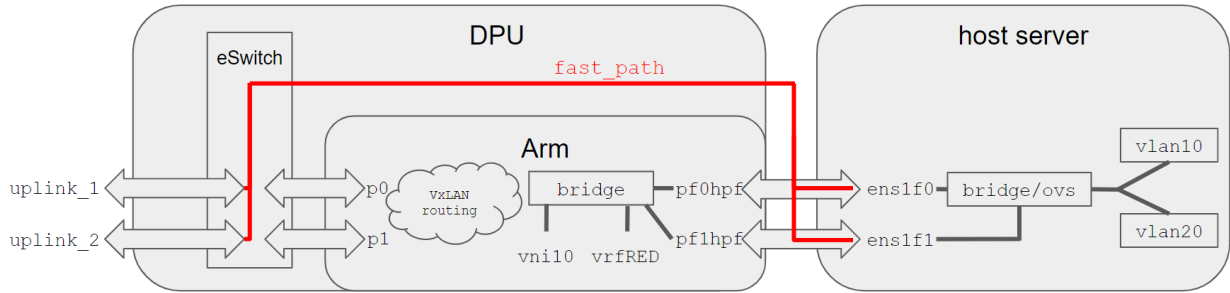 DPU
host server
eSwitch
fast_path
Arm
vlan10
uplink_1
p0
VxLAN
routing
bridge
pf0hpf
ens1f0
bridge/ovs
uplink_2
p1
vni10
vrfRED
pf1hpf
ens1f1
vlan20